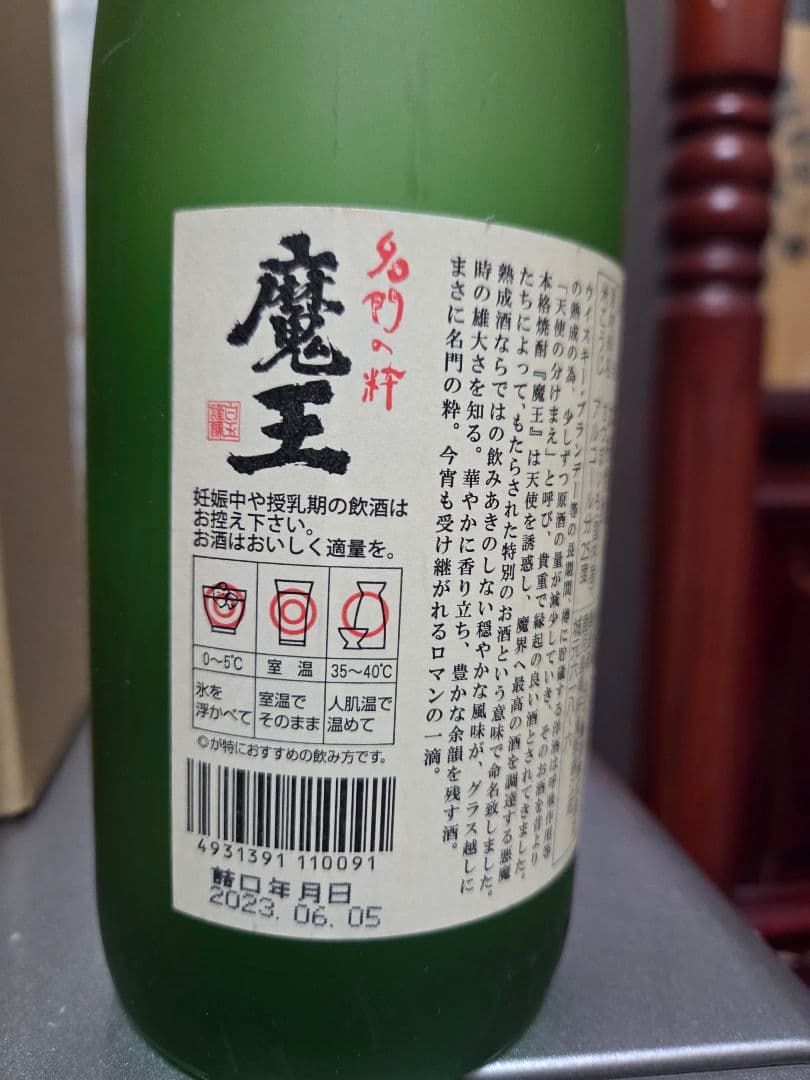 ウイスキー・ブランデー等の長期間、樽に貯蔵する洋酒は呼吸作用等
の熟成の為、少しずつ原酒の量が減少していき、そのお酒を昔より
「天使の分けまえ」と呼び、貴重で縁起の良い酒とされてきました。
本格焼酎『魔王』は天使を誘惑し、魔界へ最高の酒を調達する悪魔
たちによって、もたらされた特別のお酒という意味で命名致しました。
熟成酒ならではの飲みあきのしない穏やかな風味が、グラス越しに
時の雄大さを知る。華やかに香り立ち、豊かな余韻を残す酒。
まさに名門の粋。今宵も受け継がれるロマンの一滴。
名門の粋
魔王
白玉
妊娠中や授乳期の飲酒は
お控え下さい。
お酒はおいしく適量を。
0〜5℃ 室温 35〜40℃
氷を浮かべて 室温でそのまま 人肌温で温めて
◎が特におすすめの飲み方です。
4931391 110091
詰口年月日
2023.06.05